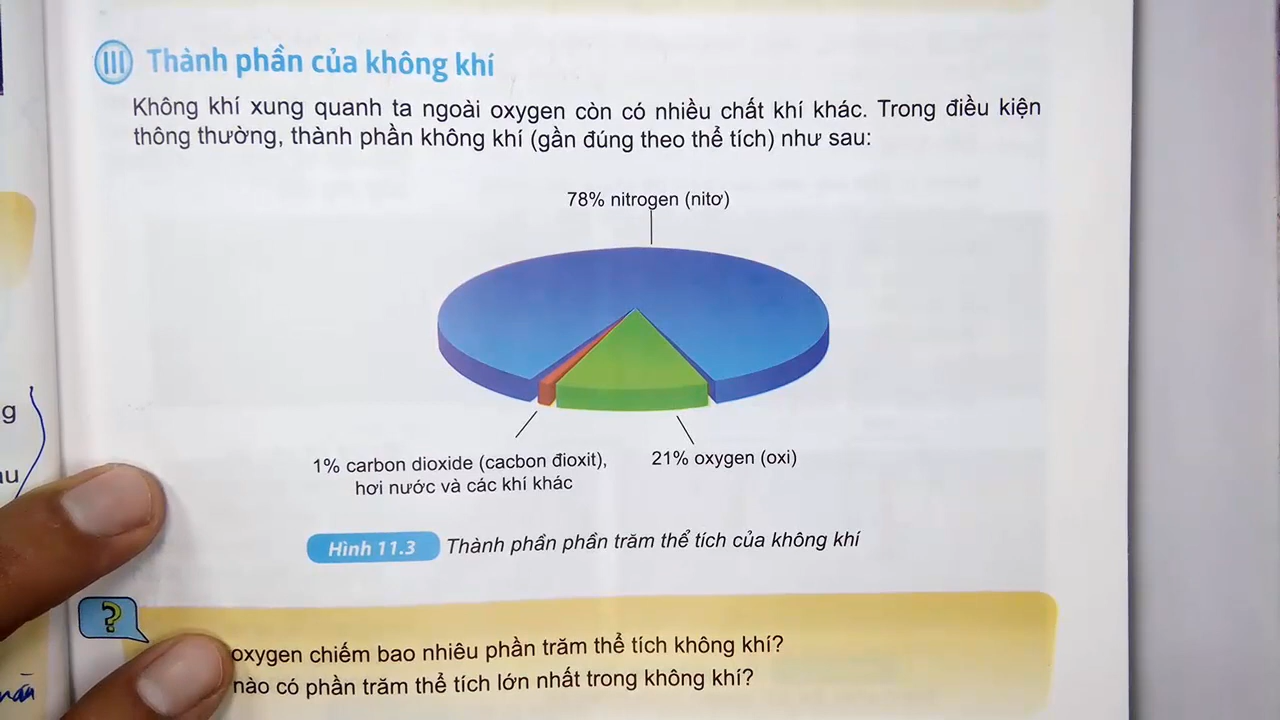 III Thành phần của không khí
Không khí xung quanh ta ngoài oxygen còn có nhiều chất khí khác. Trong điều kiện
thông thường, thành phần không khí (gần đúng theo thể tích) như sau:
78% nitrogen (nitơ)
1% carbon dioxide (cacbon đioxit),
hơi nước và các khí khác
21% oxygen (oxi)
Hình 11.3 Thành phần phần trăm thể tích của không khí
?
oxygen chiếm bao nhiêu phần trăm thể tích không khí?
nào có phần trăm thể tích lớn nhất trong không khí?